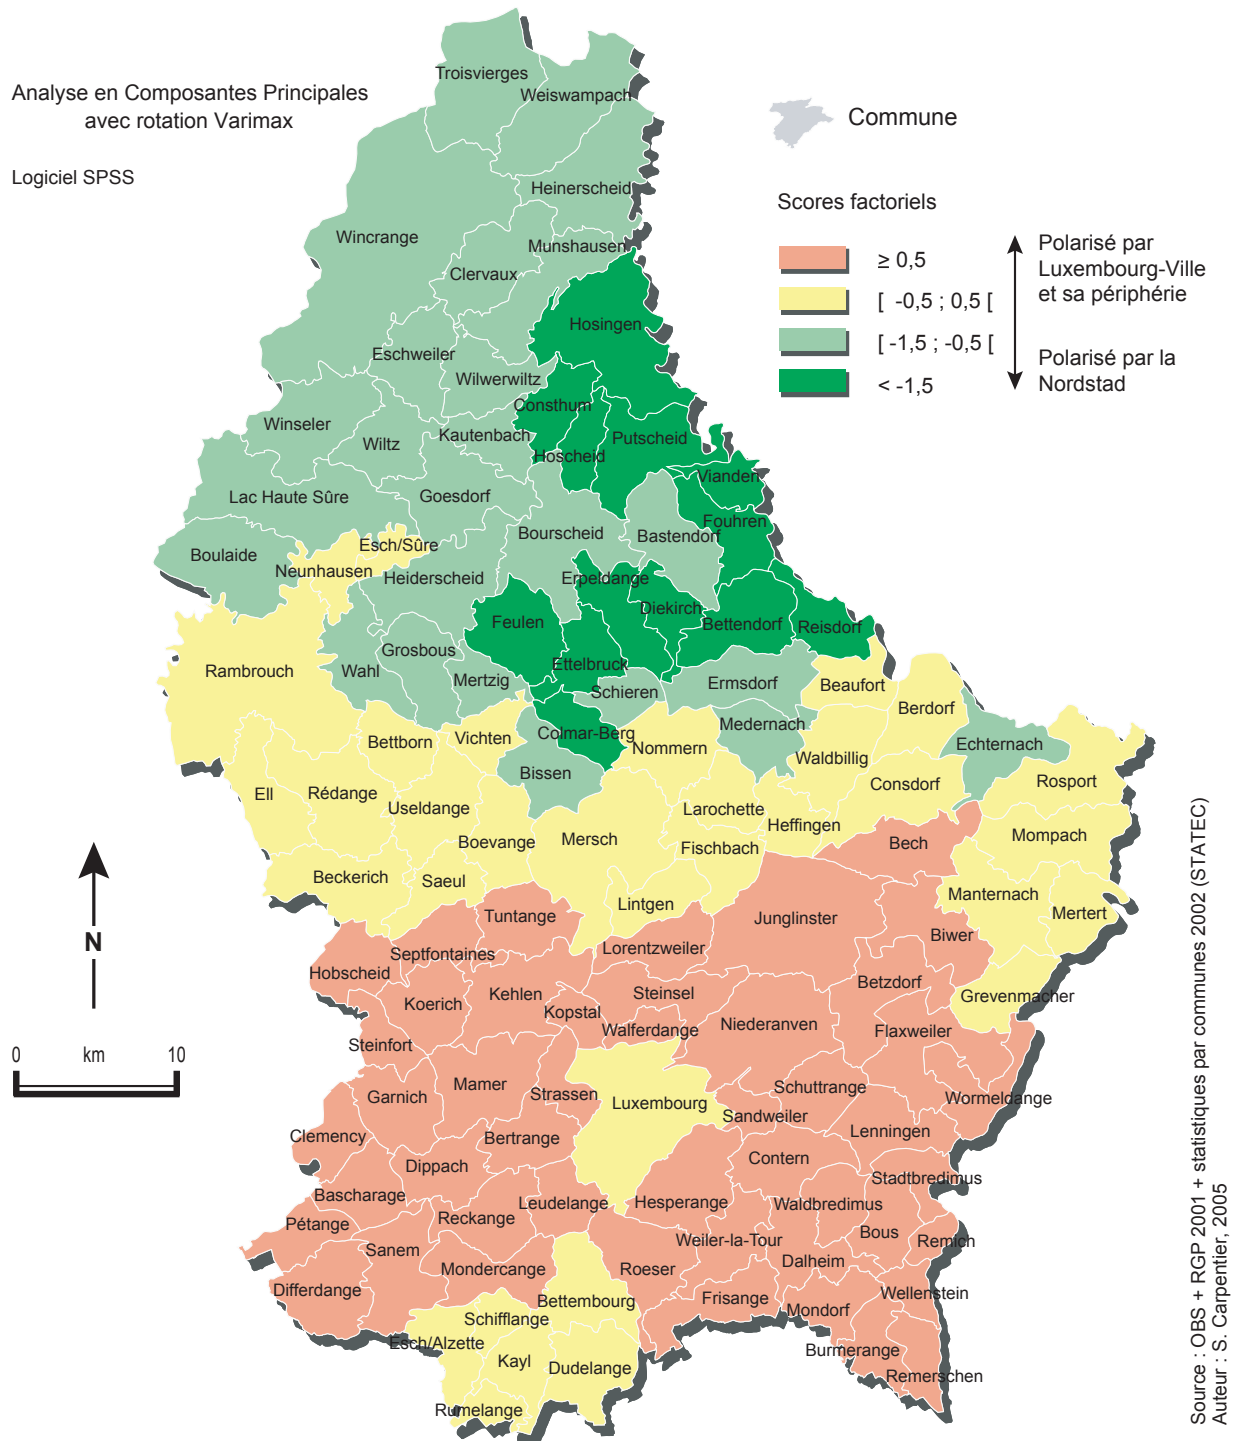 Analyse en Composantes Principales
avec rotation Varimax
Logiciel SPSS
Commune
Scores factoriels
≥ 0,5
[ -0,5 ; 0,5 [
[ -1,5 ; -0,5 [
< -1,5
Polarisé par
Luxembourg-Ville
et sa périphérie
Polarisé par la
Nordstad
Troisvierges
Weiswampach
Heinerscheid
Wincrange
Munshausen
Clervaux
Hosingen
Eschweiler
Wilwerwiltz
Consthum
Winseler
Wiltz
Kautenbach
Putscheid
Hoscheid
Vianden
Lac Haute Sûre
Goesdorf
Fouhren
Bourscheid
Bastendorf
Esch/Sûre
Boulaide
Neunhausen
Heiderscheid
Erpeldange
Diekirch
Feulen
Bettendorf
Reisdorf
Grosbous
Rambrouch
Wahl
Ettelbruck
Mertzig
Schieren
Ermsdorf
Beaufort
Berdorf
Medernach
Colmar-Berg
Bettborn
Vichten
Nommern
Echternach
Waldbillig
Bissen
Rosport
Consdorf
Ell
Rédange
Useldange
Larochette
Heffingen
Mompach
Boevange
Mersch
Fischbach
Bech
Beckerich
Saeul
Manternach
Lintgen
Mertert
Tuntange
Junglinster
Biwer
N
Septfontaines
Lorentzweiler
Hobscheid
Betzdorf
Kehlen
Steinsel
Grevenmacher
Koerich
Kopstal
Niederanven
Walferdange
Flaxweiler
Steinfort
0 km 10
Mamer
Schuttrange
Garnich
Strassen
Wormeldange
Luxembourg
Sandweiler
Clemency
Bertrange
Lenningen
Contern
Dippach
Stadtbredimus
Bascharage
Leudelange
Hesperange
Waldbredimus
Reckange
Pétange
Bous
Weiler-la-Tour
Remich
Sanem
Dalheim
Mondercange
Roeser
Differdange
Wellenstein
Bettembourg
Frisange
Mondorf
Schifflange
Esch/Alzette
Burmerange
Kayl
Dudelange
Remerschen
Rumelange
Source : OBS + RGP 2001 + statistiques par communes 2002 (STATEC)
Auteur : S. Carpentier, 2005